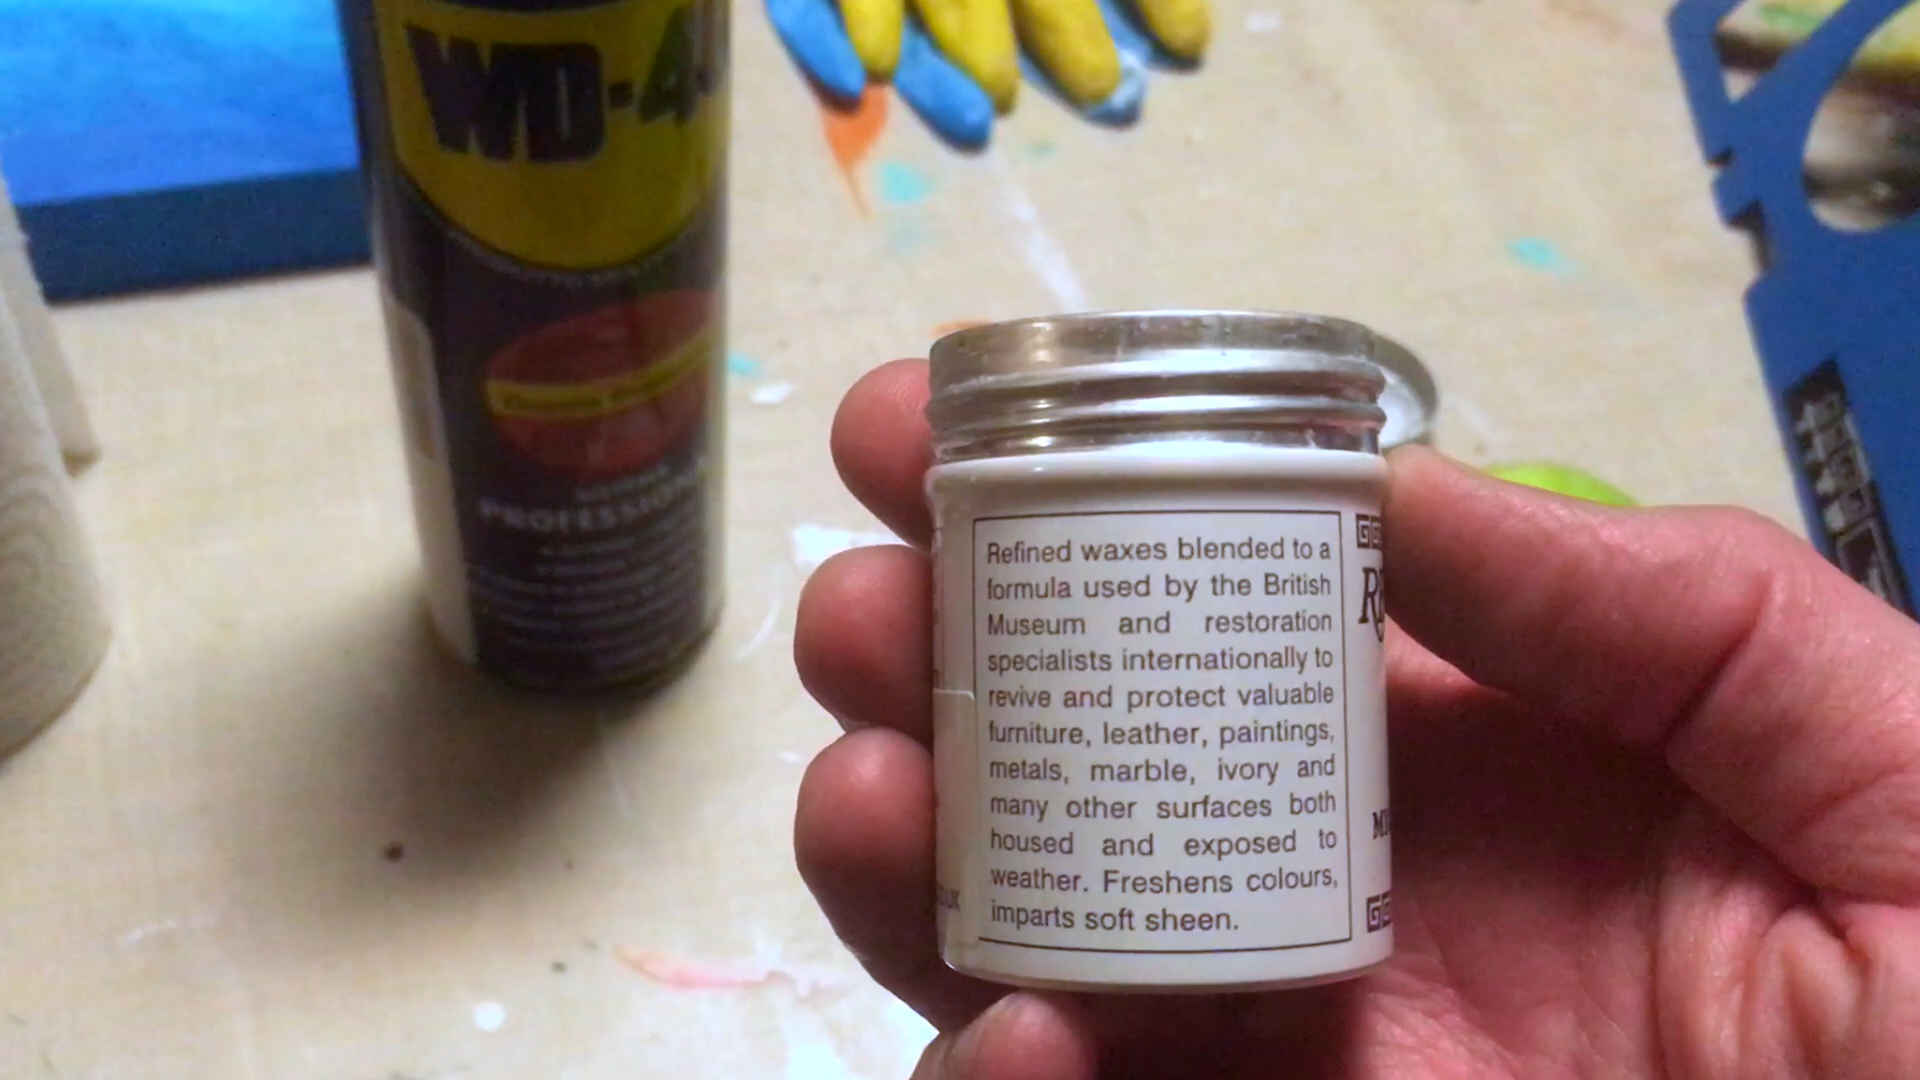 WD-4
PROFESSION
Refined waxes blended to a
formula used by the British
Museum and restoration
specialists internationally to
revive and protect valuable
furniture, leather, paintings,
metals, marble, ivory and
many other surfaces both
housed and exposed to
weather. Freshens colours,
imparts soft sheen.